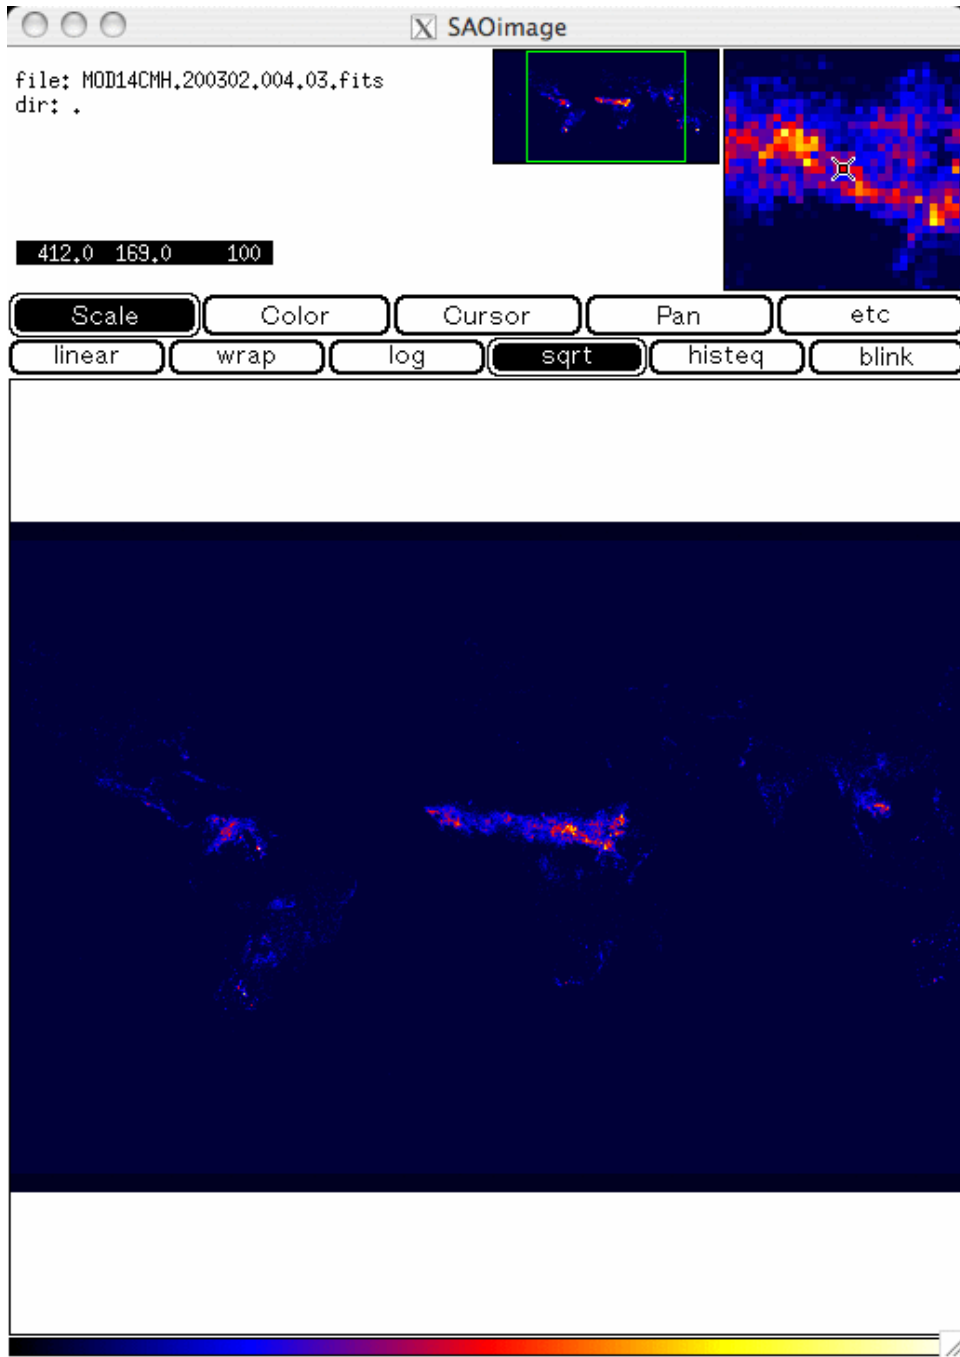 SAOimage
file: MOD14CMH.200302.004.03.fits
dir: .
412.0 169.0 100
Scale Color Cursor Pan etc
linear wrap log sqrt histeq blink